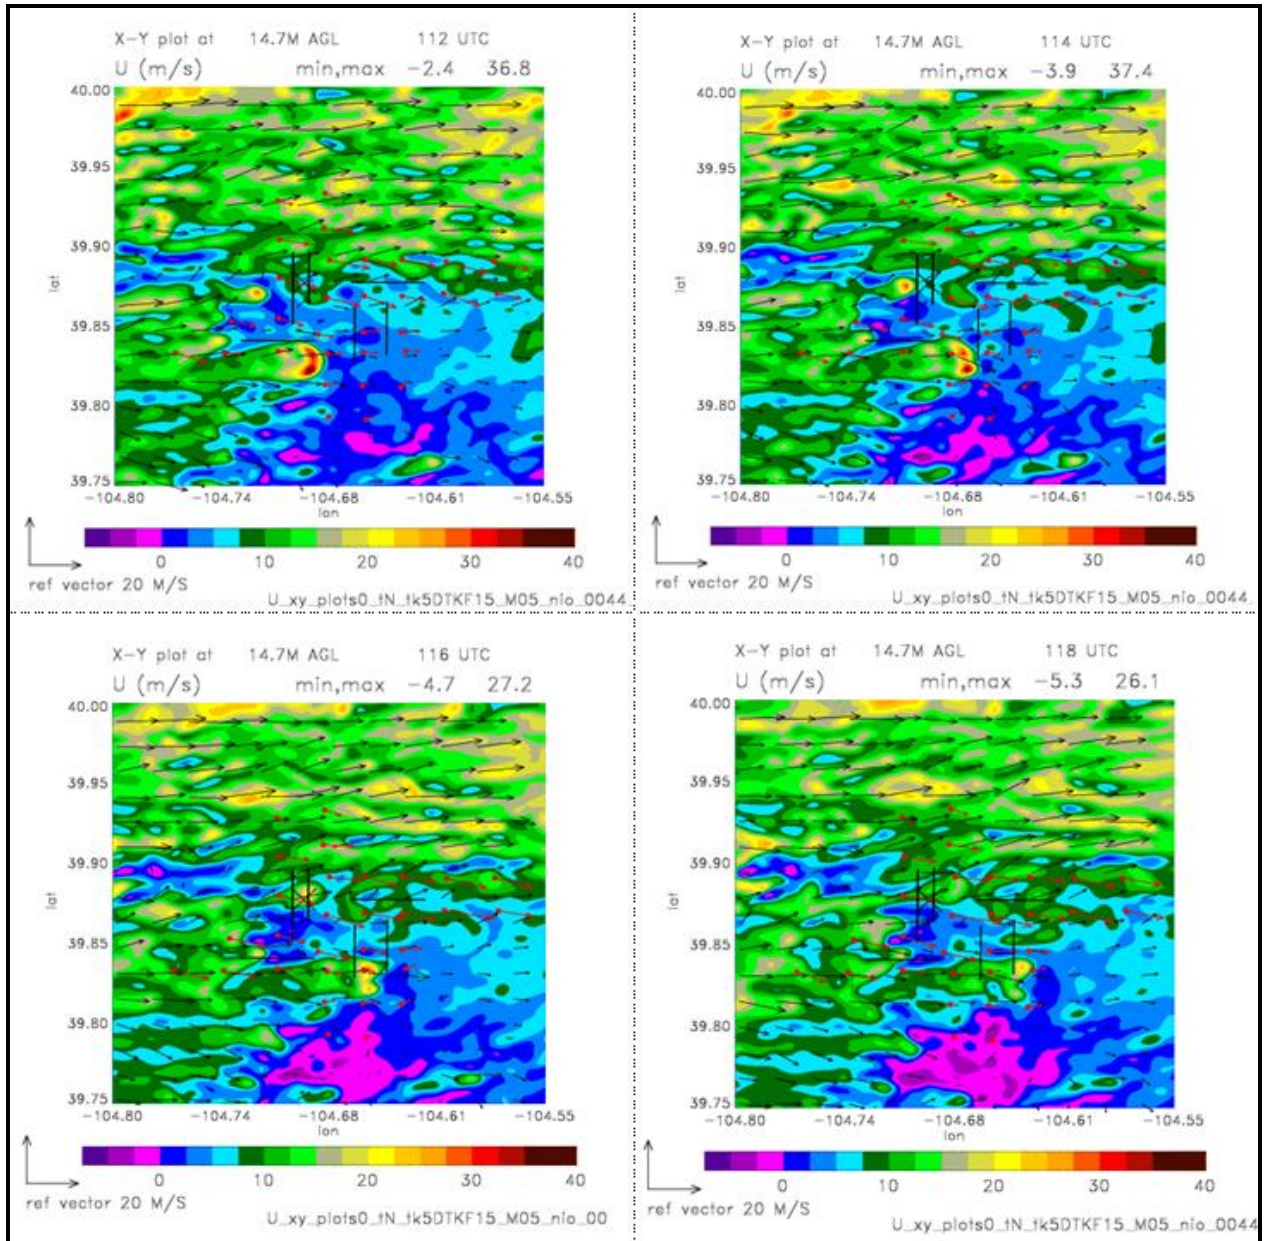 X-Y plot at 14.7M AGL 112 UTC
U (m/s) min,max -2.4 36.8
40.00
39.95
39.90
39.85
39.80
39.75
lat
-104.80 -104.74 -104.68 -104.61 -104.55
lon
0 10 20 30 40
ref vector 20 M/S
U_xy_plots0_tN_tk5DTKF15_M05_nio_0044
X-Y plot at 14.7M AGL 114 UTC
U (m/s) min,max -3.9 37.4
40.00
39.95
39.90
39.85
39.80
39.75
lat
-104.80 -104.74 -104.68 -104.61 -104.55
lon
0 10 20 30 40
ref vector 20 M/S
U_xy_plots0_tN_tk5DTKF15_M05_nio_0044_
X-Y plot at 14.7M AGL 116 UTC
U (m/s) min,max -4.7 27.2
40.00
39.95
39.90
39.85
39.80
39.75
lat
-104.80 -104.74 -104.68 -104.61 -104.55
lon
0 10 20 30 40
ref vector 20 M/S
U_xy_plots0_tN_tk5DTKF15_M05_nio_00
X-Y plot at 14.7M AGL 118 UTC
U (m/s) min,max -5.3 26.1
40.00
39.95
39.90
39.85
39.80
39.75
lat
-104.80 -104.74 -104.68 -104.61 -104.55
lon
0 10 20 30 40
ref vector 20 M/S
U_xy_plots0_tN_tk5DTKF15_M05_nio_0044